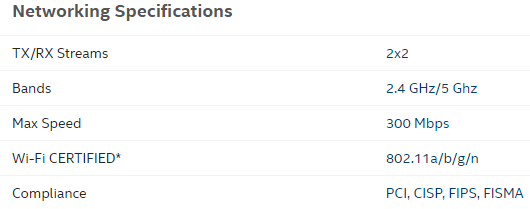 Networking Specifications
TX/RX Streams 2x2
Bands 2.4 GHz/5 Ghz
Max Speed 300 Mbps
Wi-Fi CERTIFIED* 802.11a/b/g/n
Compliance PCI, CISP, FIPS, FISMA